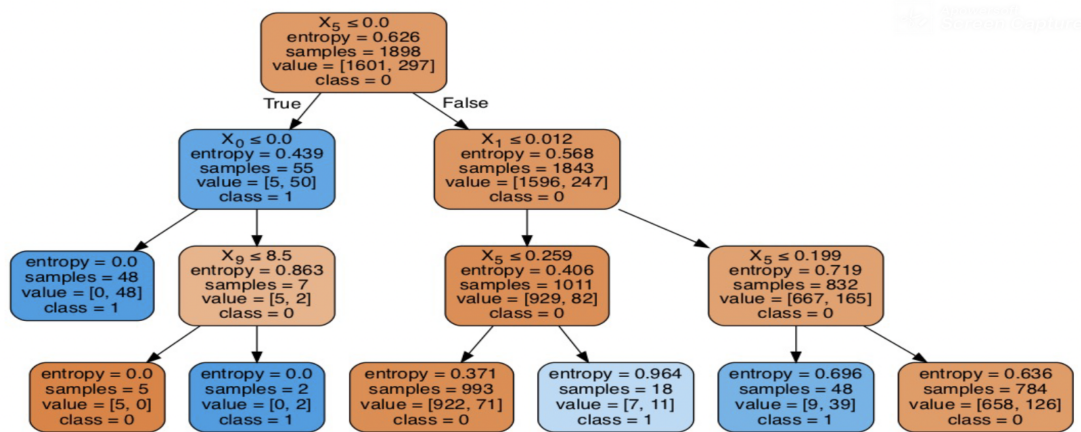 X5 ≤ 0.0
entropy = 0.626
samples = 1898
value = [1601, 297]
class = 0
True
False
X0 ≤ 0.0
entropy = 0.439
samples = 55
value = [5, 50]
class = 1
X1 ≤ 0.012
entropy = 0.568
samples = 1843
value = [1596, 247]
class = 0
entropy = 0.0
samples = 48
value = [0, 48]
class = 1
X9 ≤ 8.5
entropy = 0.863
samples = 7
value = [5, 2]
class = 0
X5 ≤ 0.259
entropy = 0.406
samples = 1011
value = [929, 82]
class = 0
X5 ≤ 0.199
entropy = 0.719
samples = 832
value = [667, 165]
class = 0
entropy = 0.0
samples = 5
value = [5, 0]
class = 0
entropy = 0.0
samples = 2
value = [0, 2]
class = 1
entropy = 0.371
samples = 993
value = [922, 71]
class = 0
entropy = 0.964
samples = 18
value = [7, 11]
class = 1
entropy = 0.696
samples = 48
value = [9, 39]
class = 1
entropy = 0.636
samples = 784
value = [658, 126]
class = 0